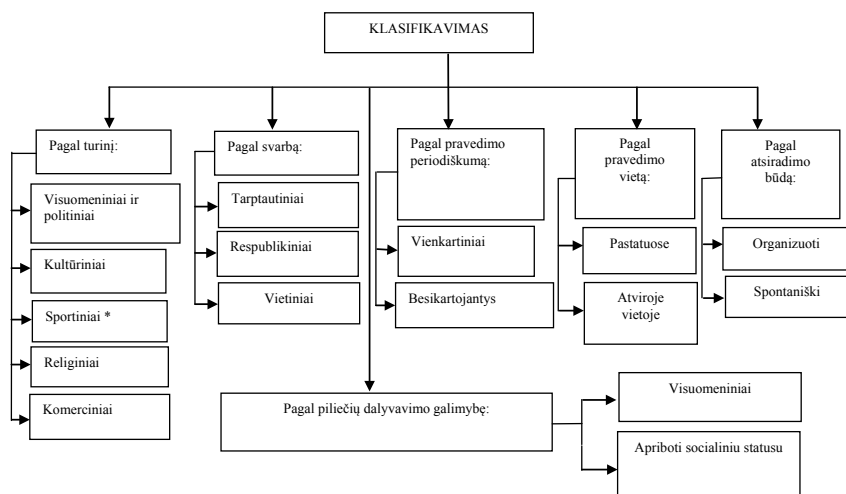 KLASIFIKAVIMAS
Pagal turinį:
Visuomeniniai ir
politiniai
Kultūriniai
Sportiniai *
Religiniai
Komerciniai
Pagal svarbą:
Tarptautiniai
Respublikiniai
Vietiniai
Pagal pravedimo
periodiškumą:
Vienkartiniai
Besikartojantys
Pagal
pravedimo
vietą:
Pastatuose
Atviroje
vietoje
Pagal
atsiradimo
būdą:
Organizuoti
Spontaniški
Pagal piliečių dalyvavimo galimybę:
Visuomeniniai
Apriboti socialiniu statusu